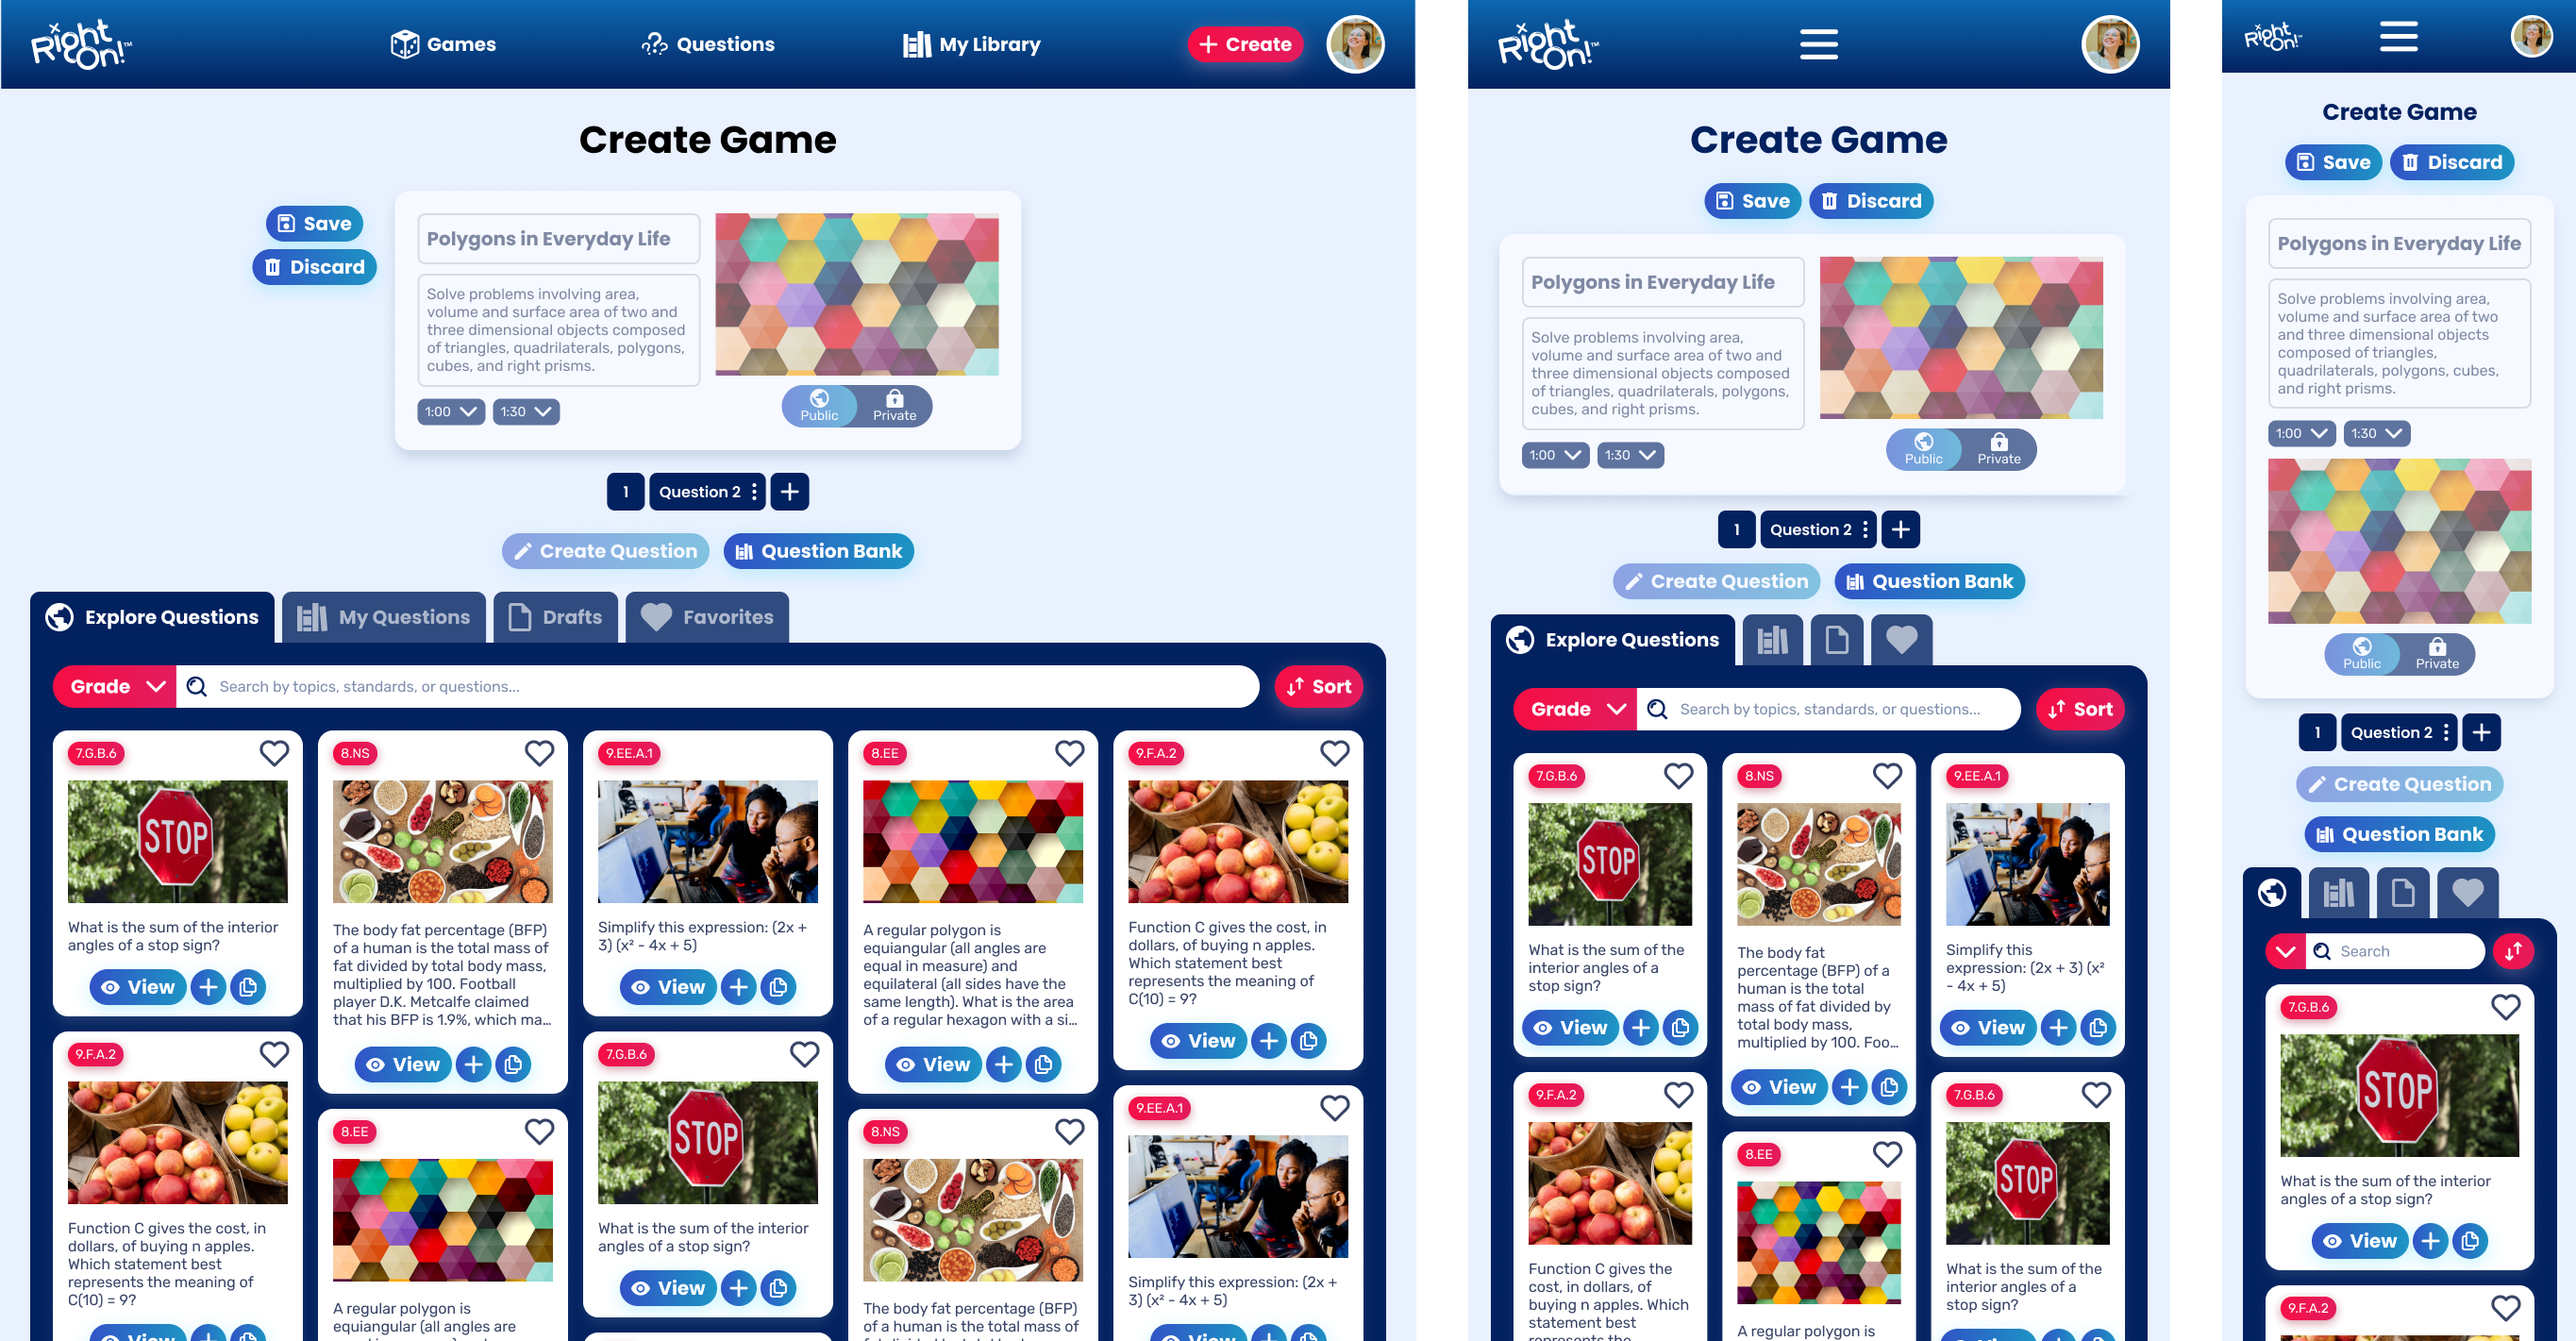 Right On!™
Games
Questions
My Library
Create
Create Game
Save
Discard
Polygons in Everyday Life
Solve problems involving area,
volume and surface area of two and
three dimensional objects composed
of triangles, quadrilaterals, polygons,
cubes, and right prisms.
1:00
1:30
Public
Private
1
Question 2
Create Question
Question Bank
Explore Questions
My Questions
Drafts
Favorites
Grade
Search by topics, standards, or questions...
Sort
7.G.B.6
STOP
What is the sum of the interior
angles of a stop sign?
View
9.F.A.2
Function C gives the cost, in
dollars, of buying n apples.
Which statement best
represents the meaning of
C(10) = 9?
View
8.NS
The body fat percentage (BFP)
of a human is the total mass of
fat divided by total body mass,
multiplied by 100. Football
player D.K. Metcalfe claimed
that his BFP is 1.9%, which ma...
View
8.EE
A regular polygon is
equiangular (all angles are
9.EE.A.1
Simplify this expression: (2x +
3) (x² - 4x + 5)
View
7.G.B.6
STOP
What is the sum of the interior
angles of a stop sign?
View
8.EE
A regular polygon is
equiangular (all angles are
equal in measure) and
equilateral (all sides have the
same length). What is the area
of a regular hexagon with a si...
View
8.NS
The body fat percentage (BFP)
of a human is the total mass of
9.F.A.2
Function C gives the cost, in
dollars, of buying n apples.
Which statement best
represents the meaning of
C(10) = 9?
View
9.EE.A.1
Simplify this expression: (2x +
3) (x² - 4x + 5)
View
Right On!™
Create Game
Save
Discard
Polygons in Everyday Life
Solve problems involving area,
volume and surface area of two and
three dimensional objects composed
of triangles, quadrilaterals, polygons,
cubes, and right prisms.
1:00
1:30
Public
Private
1
Question 2
Create Question
Question Bank
Explore Questions
Grade
Search by topics, standards, or questions...
Sort
7.G.B.6
STOP
What is the sum of the
interior angles of a
stop sign?
View
9.F.A.2
Function C gives the
cost, in dollars, of
buying n apples. Which
statement best
represents the
8.NS
The body fat
percentage (BFP) of a
human is the total
mass of fat divided by
total body mass,
multiplied by 100. Foo...
View
8.EE
A regular polygon is
9.EE.A.1
Simplify this
expression: (2x + 3) (x²
- 4x + 5)
View
7.G.B.6
STOP
What is the sum of the
interior angles of a
stop sign?
Right On!™
Create Game
Save
Discard
Polygons in Everyday Life
Solve problems involving area,
volume and surface area of two
and three dimensional objects
composed of triangles,
quadrilaterals, polygons, cubes,
and right prisms.
1:00
1:30
Public
Private
1
Question 2
Create Question
Question Bank
Search
7.G.B.6
STOP
What is the sum of the interior
angles of a stop sign?
View
9.F.A.2